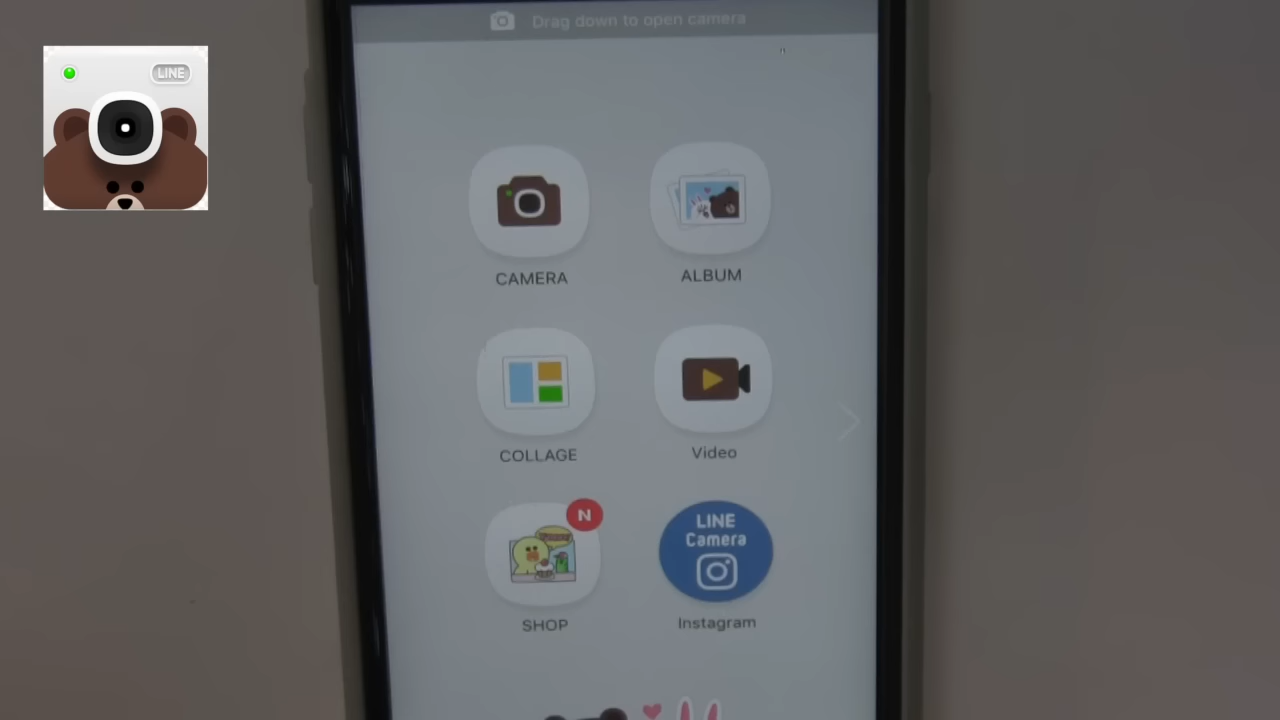 LINE
Drag down to open camera
CAMERA
ALBUM
COLLAGE
Video
N
LINE
Camera
SHOP
Instagram